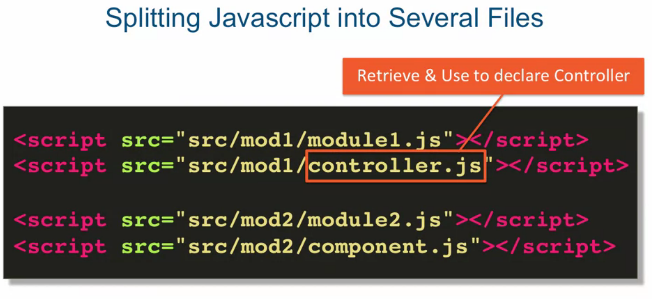 Splitting Javascript into Several Files
Retrieve & Use to declare Controller
<script src="src/mod1/module1.js"></script>
<script src="src/mod1/controller.js"></script>
<script src="src/mod2/module2.js"></script>
<script src="src/mod2/component.js"></script>